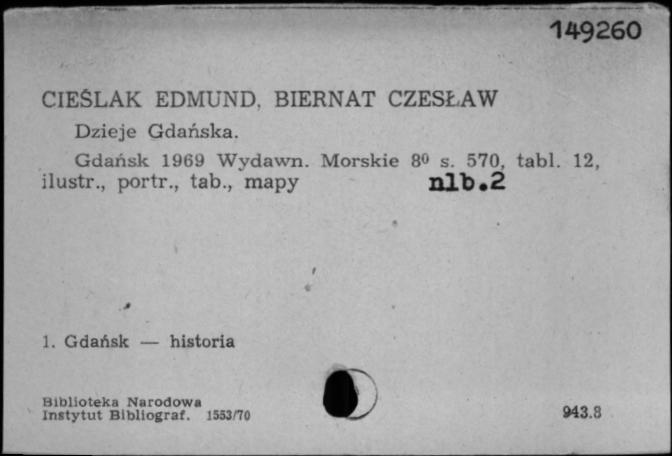 149260
CIEŚLAK EDMUND, BIERNAT CZESŁAW
Dzieje Gdańska.
Gdańsk 1969 Wydawn. Morskie 8⁰ s. 570, tabl. 12,
ilustr., portr., tab., mapy nlb.2
1. Gdańsk — historia
Biblioteka Narodowa
Instytut Bibliograf. 1553/70
943.8